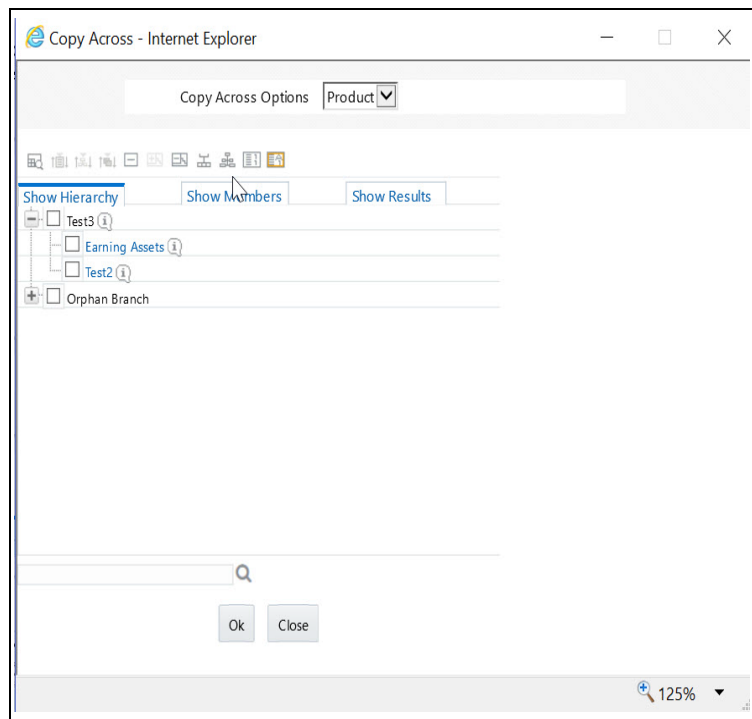 Copy Across - Internet Explorer
Copy Across Options Product
Show Hierarchy Show Members Show Results
Test3
Earning Assets
Test2
Orphan Branch
Ok Close
125%